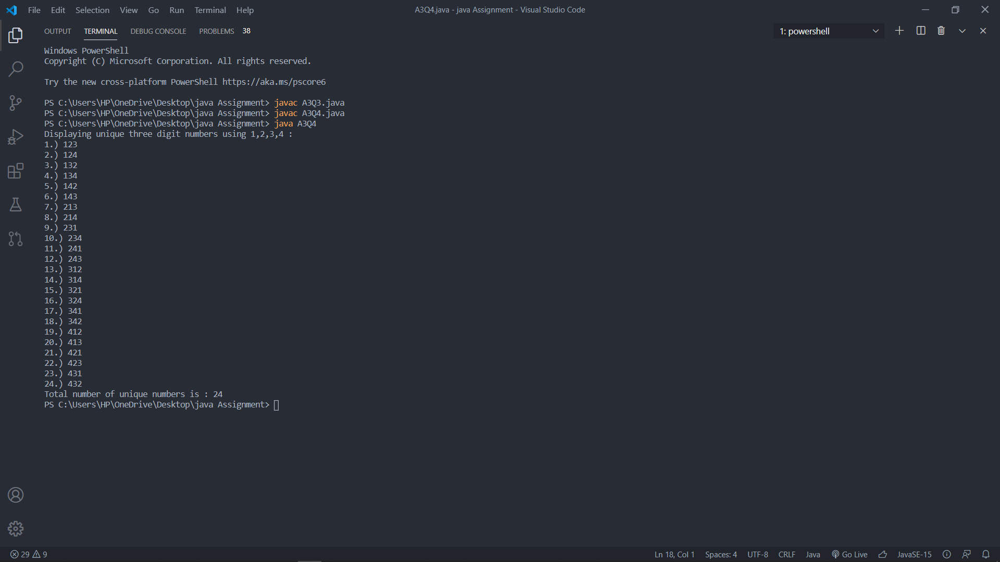 File Edit Selection View Go Run Terminal Help
A3Q4.java - java Assignment - Visual Studio Code
OUTPUT TERMINAL DEBUG CONSOLE PROBLEMS 38
1: powershell
Windows PowerShell
Copyright (C) Microsoft Corporation. All rights reserved.
Try the new cross-platform PowerShell https://aka.ms/pscore6
PS C:\Users\HP\OneDrive\Desktop\java Assignment> javac A3Q3.java
PS C:\Users\HP\OneDrive\Desktop\java Assignment> javac A3Q4.java
PS C:\Users\HP\OneDrive\Desktop\java Assignment> java A3Q4
Displaying unique three digit numbers using 1,2,3,4 :
1.) 123
2.) 124
3.) 132
4.) 134
5.) 142
6.) 143
7.) 213
8.) 214
9.) 231
10.) 234
11.) 241
12.) 243
13.) 312
14.) 314
15.) 321
16.) 324
17.) 341
18.) 342
19.) 412
20.) 413
21.) 421
22.) 423
23.) 431
24.) 432
Total number of unique numbers is : 24
PS C:\Users\HP\OneDrive\Desktop\java Assignment>
29 9
Ln 18, Col 1 Spaces: 4 UTF-8 CRLF Java Go Live JavaSE-15